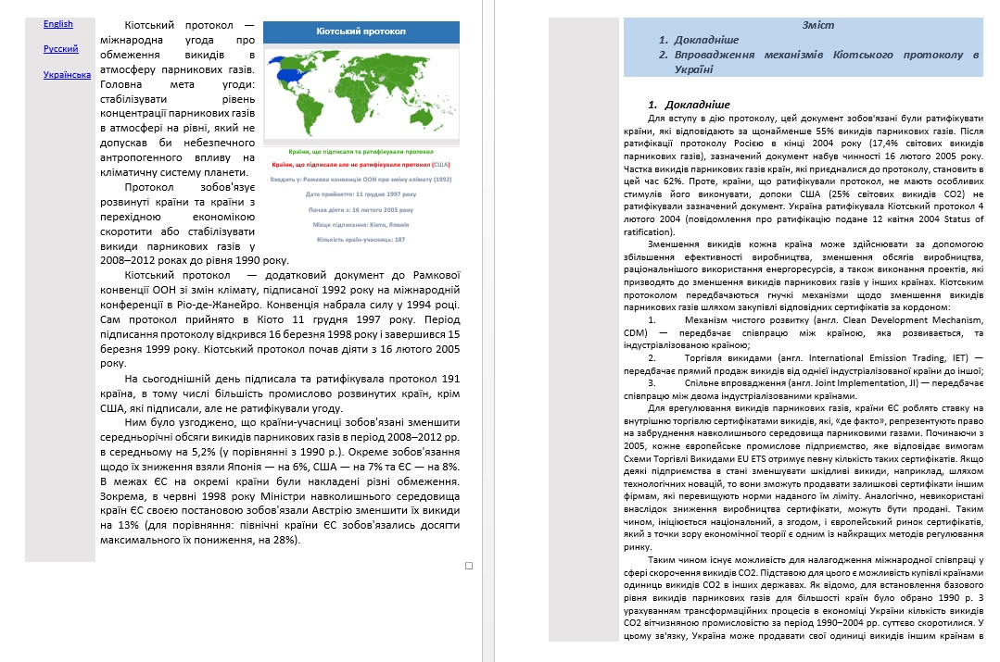 English
Русский
Українська
Кіотський протокол —
міжнародна угода про
обмеження викидів в
атмосферу парникових газів.
Головна мета угоди:
стабілізувати рівень
концентрації парникових газів
в атмосфері на рівні, який не
допускав би небезпечного
антропогенного впливу на
кліматичну систему планети.
Протокол зобов'язує
розвинуті країни та країни з
перехідною економікою
скоротити або стабілізувати
викиди парникових газів у
2008–2012 роках до рівня 1990 року.
Кіотський протокол
Країни, що підписали та ратифікували протокол
Країни, що підписали але не ратифікували протокол (США)
Входить у: Рамкова конвенція ООН про зміну клімату (1992)
Дата прийняття: 11 грудня 1997 року
Почав діяти з: 16 лютого 2005 року
Місце підписання: Кіото, Японія
Кількість країн-учасниць: 187
Кіотський протокол — додатковий документ до Рамкової
конвенції ООН зі змін клімату, підписаної 1992 року на міжнародній
конференції в Ріо-де-Жанейро. Конвенція набрала силу у 1994 році.
Сам протокол прийнято в Кіото 11 грудня 1997 року. Період
підписання протоколу відкрився 16 березня 1998 року і завершився 15
березня 1999 року. Кіотський протокол почав діяти з 16 лютого 2005
року.
На сьогоднішній день підписала та ратифікувала протокол 191
країна, в тому числі більшість промислово розвинутих країн, крім
США, які підписали, але не ратифікували угоду.
Ним було узгоджено, що країни-учасниці зобов'язані зменшити
середньорічні обсяги викидів парникових газів в період 2008–2012 рр.
в середньому на 5,2% (у порівнянні з 1990 р.). Окреме зобов'язання
щодо їх зниження взяли Японія — на 6%, США — на 7% та ЄС — на 8%.
В межах ЄС на окремі країни були накладені різні обмеження.
Зокрема, в червні 1998 року Міністри навколишнього середовища
країн ЄС своєю постановою зобов'язали Австрію зменшити їх викиди
на 13% (для порівняння: північні країни ЄС зобов'язались досягти
максимального їх пониження, на 28%).
Зміст
1. Докладніше
2. Впровадження механізмів Кіотського протоколу в
Україні
1. Докладніше
Для вступу в дію протоколу, цей документ зобов'язані були ратифікувати
країни, які відповідають за щонайменше 55% викидів парникових газів. Після
ратифікації протоколу Росією в кінці 2004 року (17,4% світових викидів
парникових газів), зазначений документ набув чинності 16 лютого 2005 року.
Частка викидів парникових газів країн, які приєдналися до протоколу, становить в
цей час 62%. Проте, країни, що ратифікували протокол, не мають особливих
стимулів його виконувати, допоки США (25% світових викидів CO2) не
ратифікували зазначений документ. Україна ратифікувала Кіотський протокол 4
лютого 2004 (повідомлення про ратифікацію подане 12 квітня 2004 Status of
ratification).
Зменшення викидів кожна країна може здійснювати за допомогою
збільшення ефективності виробництва, зменшення обсягів виробництва,
раціональнішого використання енергоресурсів, а також виконання проектів, які
призводять до зменшення викидів парникових газів у інших країнах. Кіотським
протоколом передбачаються гнучкі механізми щодо зменшення викидів
парникових газів шляхом закупівлі відповідних сертифікатів за кордоном:
1. Механізм чистого розвитку (англ. Clean Development Mechanism,
CDM) — передбачає співпрацю між країною, яка розвивається, та
індустріалізованою країною;
2. Торгівля викидами (англ. International Emission Trading, IET) —
передбачає прямий продаж викидів від однієї індустріалізованої країни до іншої;
3. Спільне впровадження (англ. Joint Implementation, JI) — передбачає
співпрацю між двома індустріалізованими країнами.
Для врегулювання викидів парникових газів, країни ЄС роблять ставку на
внутрішню торгівлю сертифікатами викидів, які, «де факто», репрезентують право
на забруднення навколишнього середовища парниковими газами. Починаючи з
2005, кожне європейське промислове підприємство, яке відповідає вимогам
Схеми Торгівлі Викидами EU ETS отримує певну кількість таких сертифікатів. Якщо
деякі підприємства в стані зменшувати шкідливі викиди, наприклад, шляхом
технологічних новацій, то вони зможуть продавати залишкові сертифікати іншим
фірмам, які перевищують норми наданого їм ліміту. Аналогічно, невикористані
внаслідок зниження виробництва сертифікати, можуть бути продані. Таким
чином, ініціюється національний, а згодом, і європейський ринок сертифікатів,
який з точки зору економічної теорії є одним із найкращих методів регулювання
ринку.
Таким чином існує можливість для налагодження міжнародної співпраці у
сфері скорочення викидів CO2. Підставою для цього є можливість купівлі країнами
одиниць викидів CO2 в інших державах. Як відомо, для встановлення базового
рівня викидів парникових газів для більшості країн було обрано 1990 р. З
урахуванням трансформаційних процесів в економіці України кількість викидів
CO2 вітчизняною промисловістю за період 1990–2004 рр. суттєво скоротилися. У
цьому зв'язку, Україна може продавати свої одиниці викидів іншим країнам в